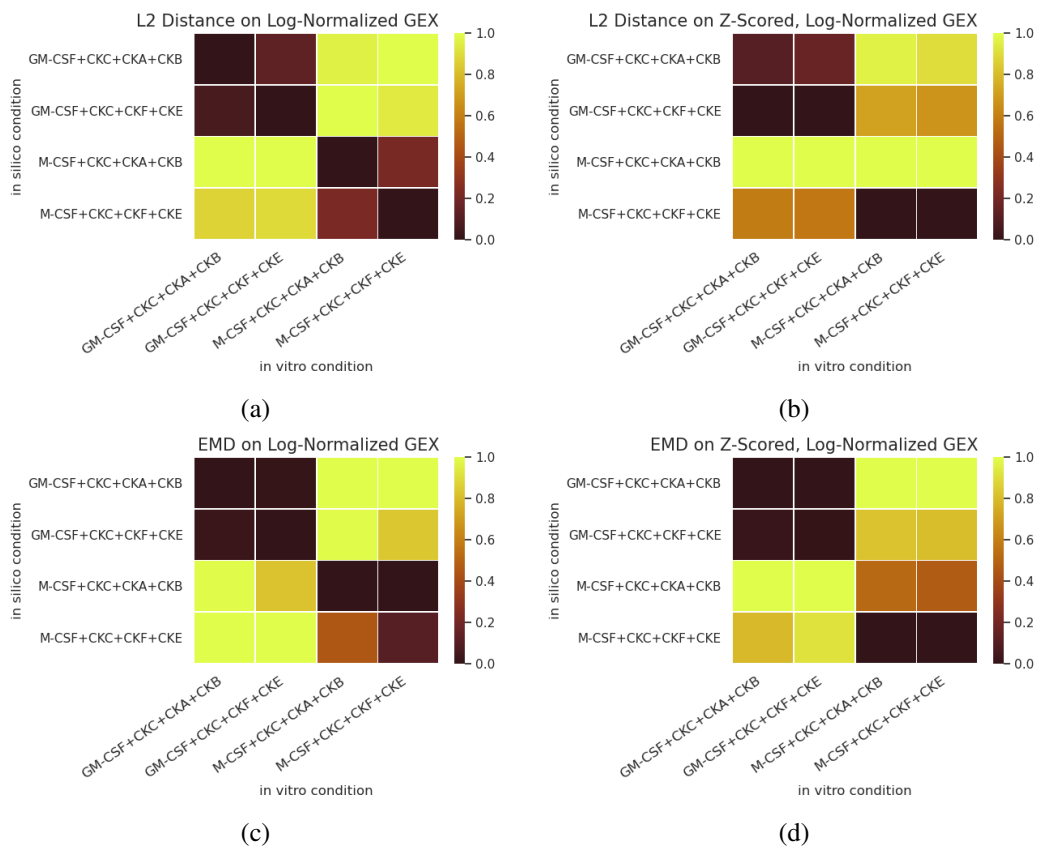 L2 Distance on Log-Normalized GEX
in silico condition
GM-CSF+CKC+CKA+CKB
GM-CSF+CKC+CKF+CKE
M-CSF+CKC+CKA+CKB
M-CSF+CKC+CKF+CKE
1.0
0.8
0.6
0.4
0.2
0.0
GM-CSF+CKC+CKA+CKB
GM-CSF+CKC+CKF+CKE
M-CSF+CKC+CKA+CKB
M-CSF+CKC+CKF+CKE
in vitro condition
(a)
L2 Distance on Z-Scored, Log-Normalized GEX
in silico condition
GM-CSF+CKC+CKA+CKB
GM-CSF+CKC+CKF+CKE
M-CSF+CKC+CKA+CKB
M-CSF+CKC+CKF+CKE
1.0
0.8
0.6
0.4
0.2
0.0
GM-CSF+CKC+CKA+CKB
GM-CSF+CKC+CKF+CKE
M-CSF+CKC+CKA+CKB
M-CSF+CKC+CKF+CKE
in vitro condition
(b)
EMD on Log-Normalized GEX
in silico condition
GM-CSF+CKC+CKA+CKB
GM-CSF+CKC+CKF+CKE
M-CSF+CKC+CKA+CKB
M-CSF+CKC+CKF+CKE
1.0
0.8
0.6
0.4
0.2
0.0
GM-CSF+CKC+CKA+CKB
GM-CSF+CKC+CKF+CKE
M-CSF+CKC+CKA+CKB
M-CSF+CKC+CKF+CKE
in vitro condition
(c)
EMD on Z-Scored, Log-Normalized GEX
in silico condition
GM-CSF+CKC+CKA+CKB
GM-CSF+CKC+CKF+CKE
M-CSF+CKC+CKA+CKB
M-CSF+CKC+CKF+CKE
1.0
0.8
0.6
0.4
0.2
0.0
GM-CSF+CKC+CKA+CKB
GM-CSF+CKC+CKF+CKE
M-CSF+CKC+CKA+CKB
M-CSF+CKC+CKF+CKE
in vitro condition
(d)